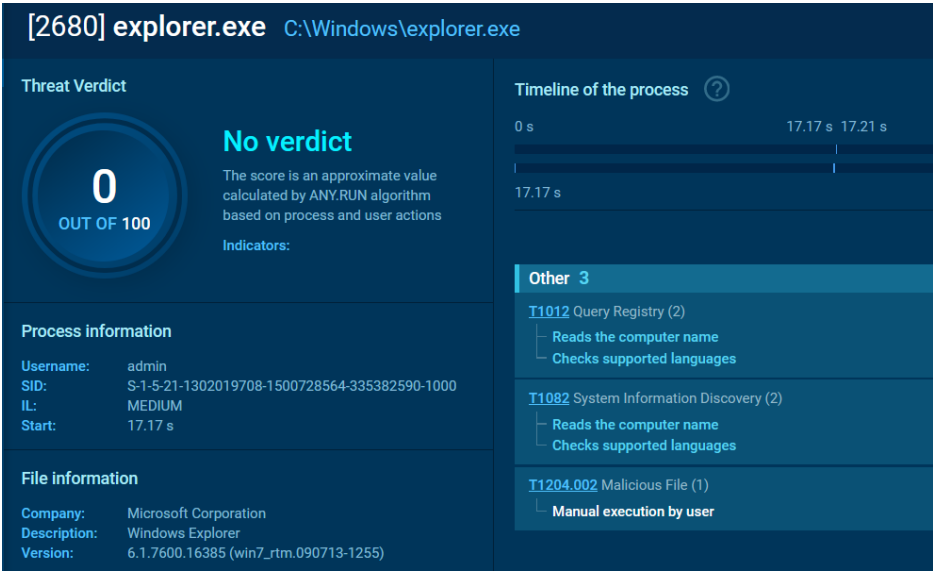 [2680] explorer.exe C:\Windows\explorer.exe
Threat Verdict
0
OUT OF 100
No verdict
The score is an approximate value
calculated by ANY.RUN algorithm
based on process and user actions
Indicators:
Process information
Username: admin
SID: S-1-5-21-1302019708-1500728564-335382590-1000
IL: MEDIUM
Start: 17.17 s
File information
Company: Microsoft Corporation
Description: Windows Explorer
Version: 6.1.7600.16385 (win7_rtm.090713-1255)
Timeline of the process ?
0 s 17.17 s 17.21 s
17.17 s
Other 3
T1012 Query Registry (2)
Reads the computer name
Checks supported languages
T1082 System Information Discovery (2)
Reads the computer name
Checks supported languages
T1204.002 Malicious File (1)
Manual execution by user